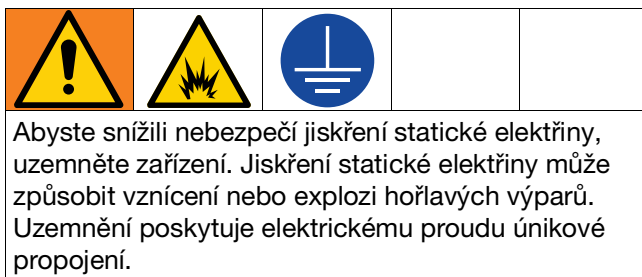 Abyste snížili nebezpečí jiskření statické elektřiny,
uzemněte zařízení. Jiskření statické elektřiny může
způsobit vznícení nebo explozi hořlavých výparů.
Uzemnění poskytuje elektrickému proudu únikové
propojení.